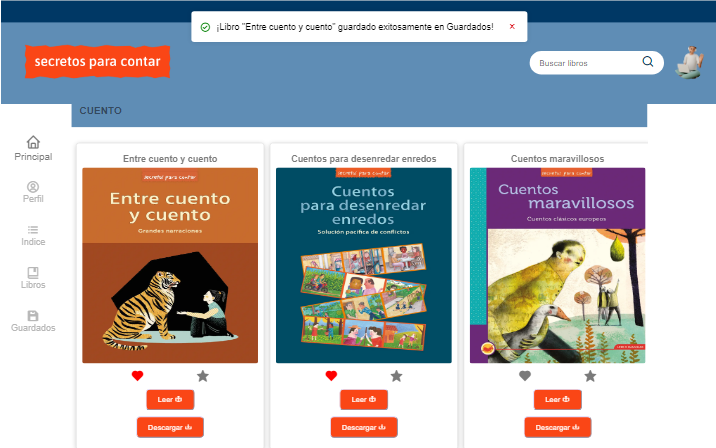 ¡Libro "Entre cuento y cuento" guardado exitosamente en Guardados!
secretos para contar
Buscar libros
CUENTO
Principal
Perfil
Indice
Libros
Guardados
Entre cuento y cuento
secretos para contar
Entre cuento
y cuento
Grandes narraciones
Leer
Descargar
Cuentos para desenredar enredos
secretos para contar
Cuentos
para desenredar
enredos
Solución pacífica de conflictos
Leer
Descargar
Cuentos maravillosos
secretos para contar
Cuentos
maravillosos
Cuentos clásicos europeos
Leer
Descargar